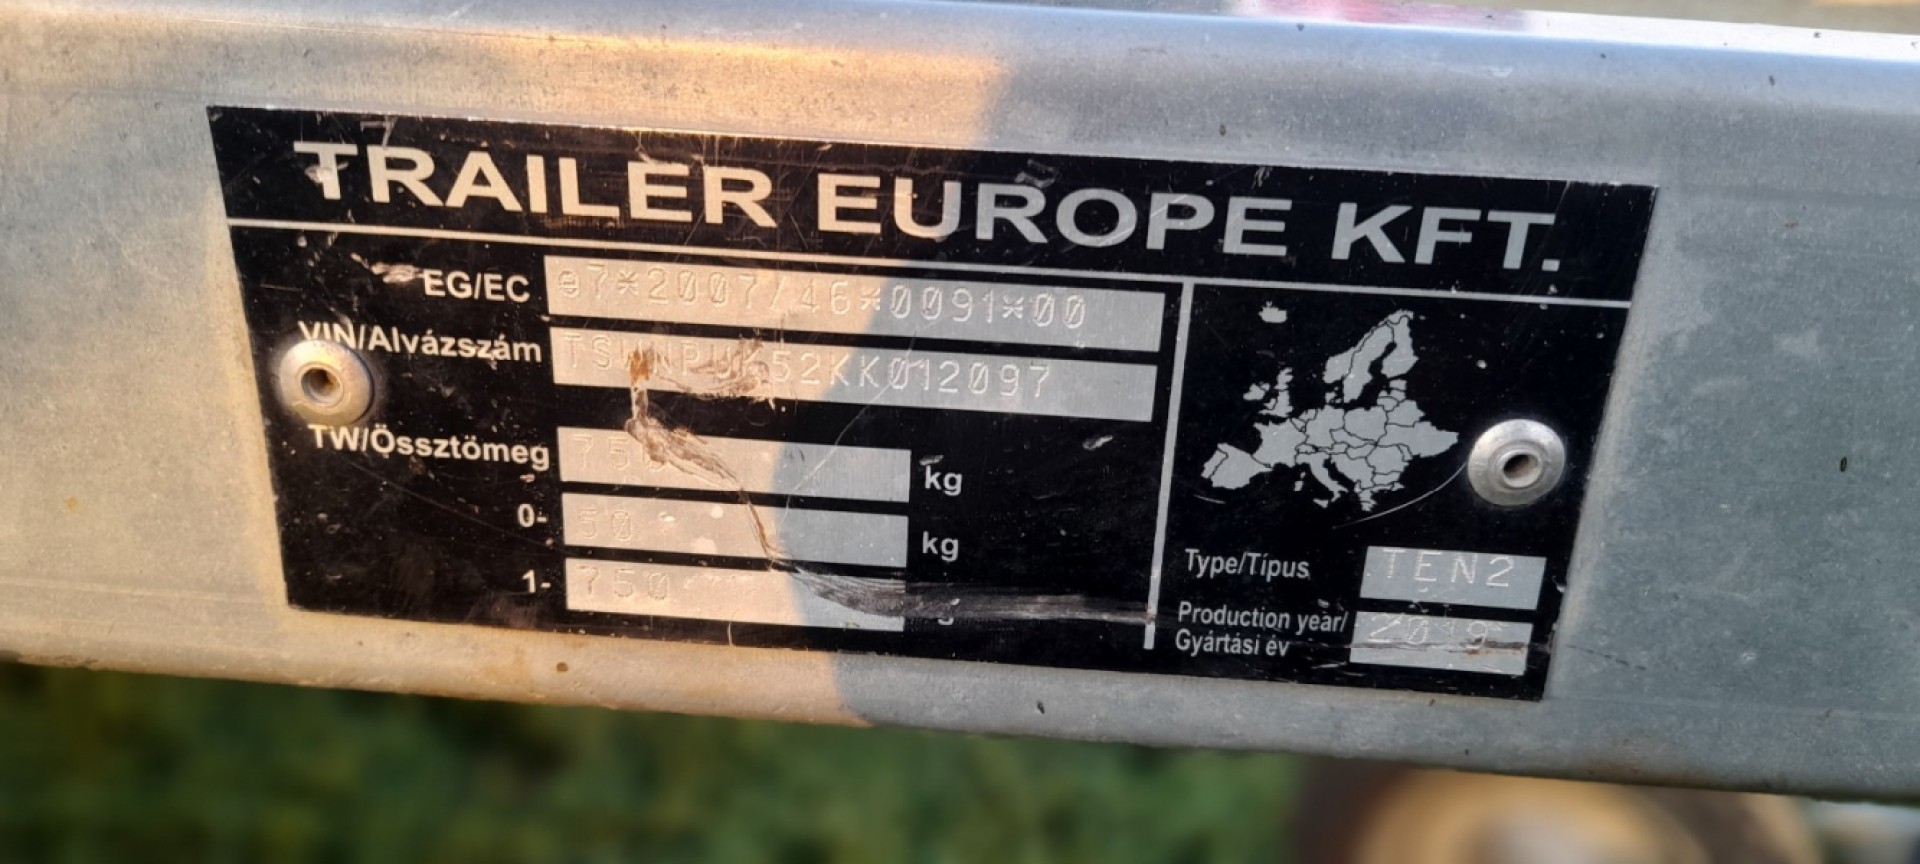 TRAILER EUROPE KFT.
EG/EC e7*2007/46*0091*00
VIN/Alvázszám
TW/Össztömeg 750 kg
0- 50 kg
1- 750
Type/Típus TEN2
Production year/ 2019
Gyártási év